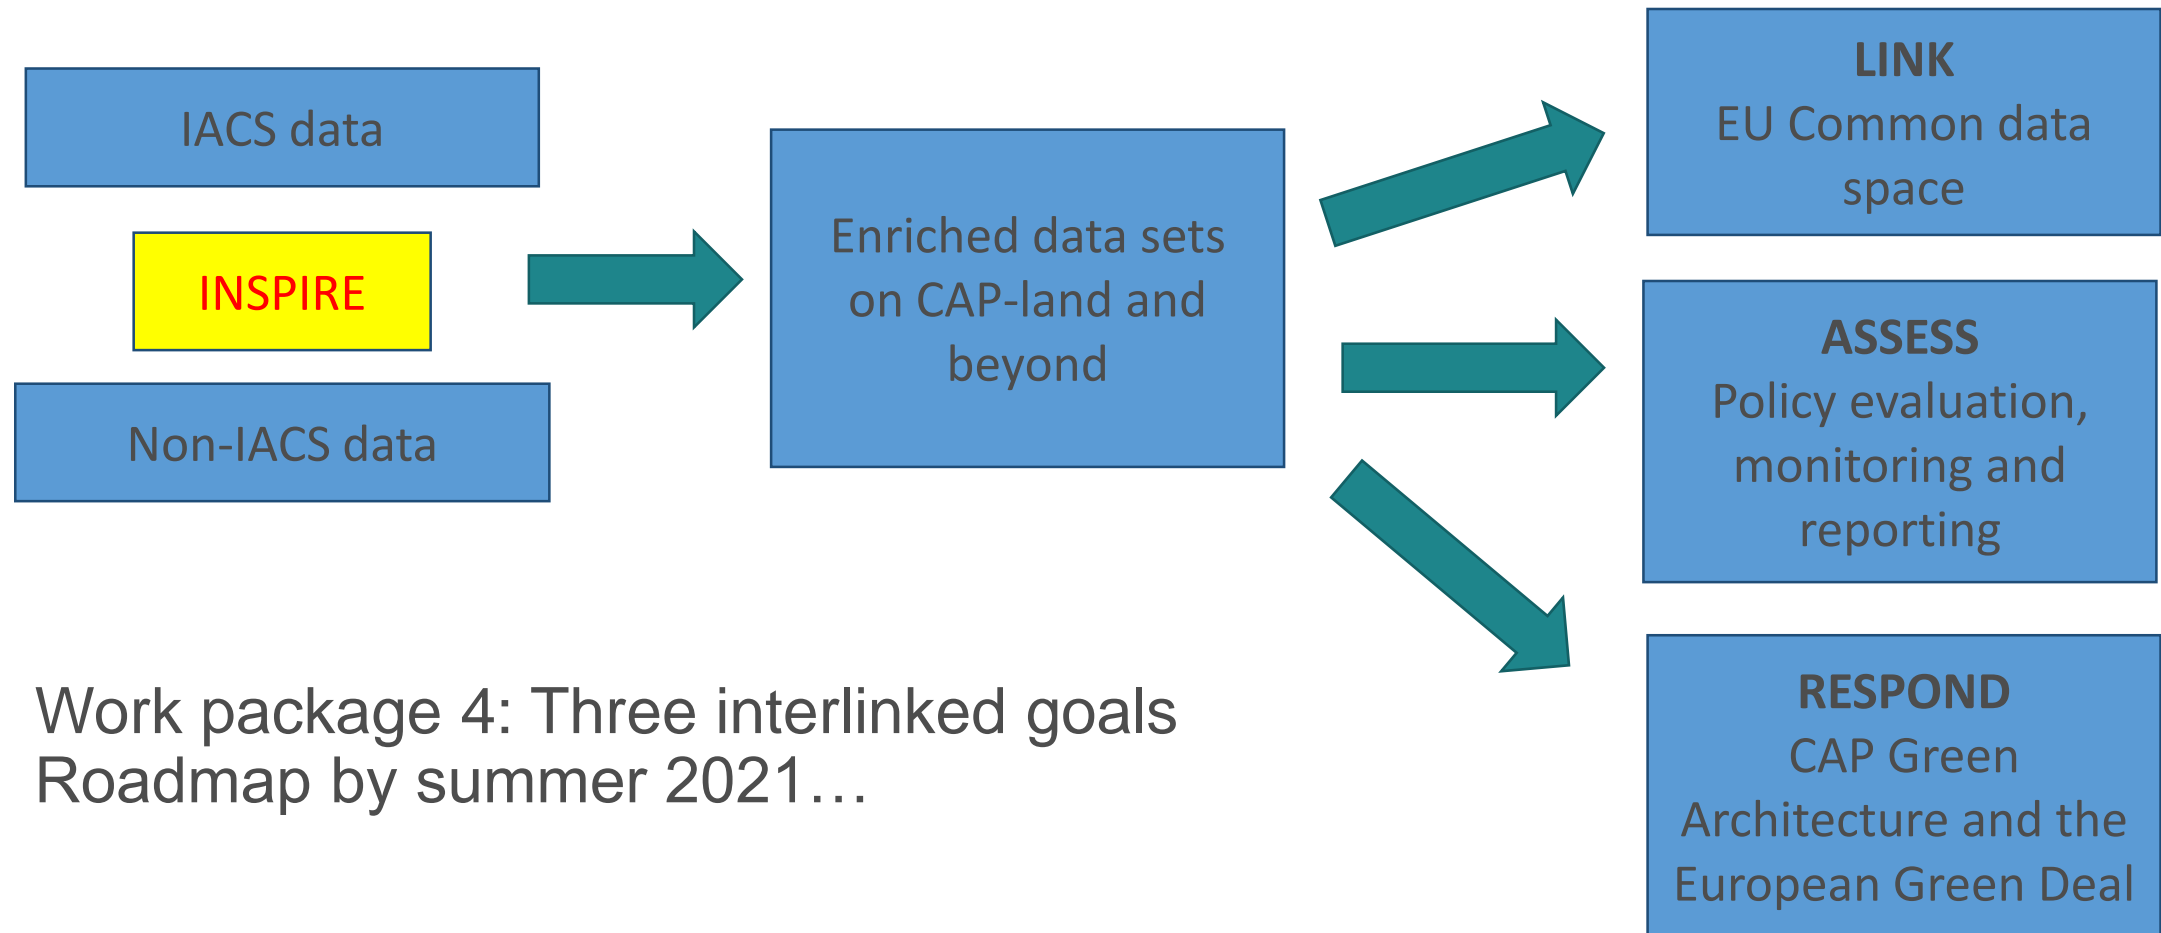 IACS data
INSPIRE
Non-IACS data
Enriched data sets
on CAP-land and
beyond
LINK
EU Common data
space
ASSESS
Policy evaluation,
monitoring and
reporting
RESPOND
CAP Green
Architecture and the
European Green Deal
Work package 4: Three interlinked goals
Roadmap by summer 2021…